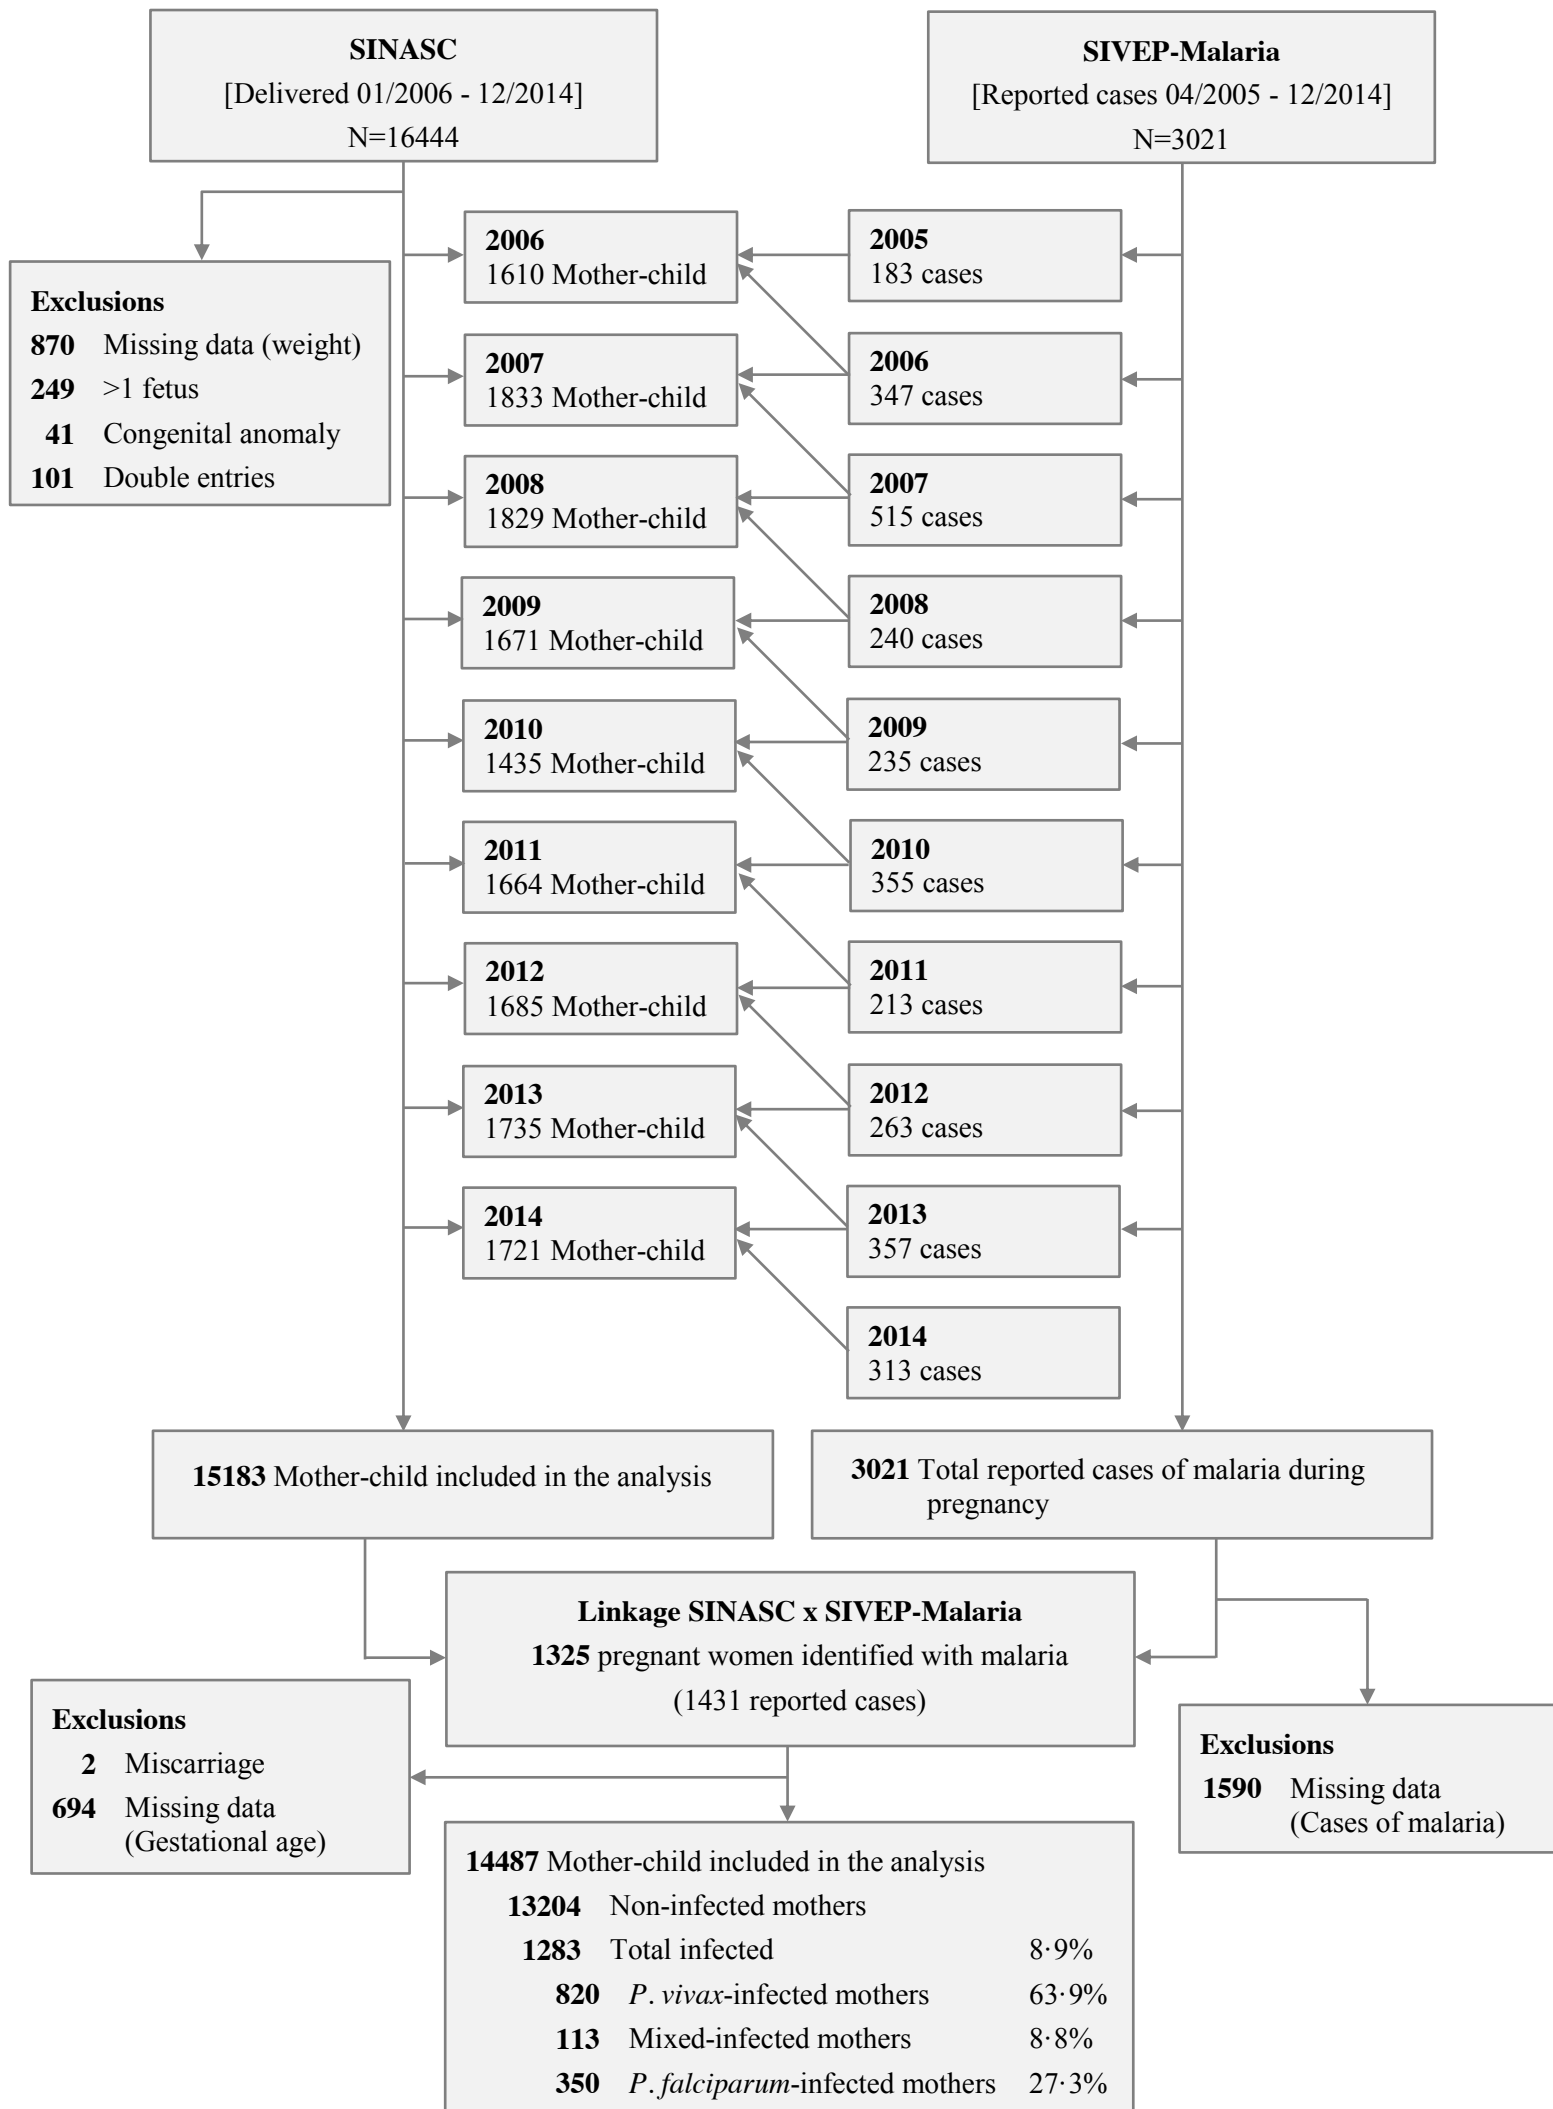 SINASC
[Delivered 01/2006 - 12/2014]
N=16444
SIVEP-Malaria
[Reported cases 04/2005 - 12/2014]
N=3021
Exclusions
870 Missing data (weight)
249 >1 fetus
41 Congenital anomaly
101 Double entries
2006
1610 Mother-child
2005
183 cases
2007
1833 Mother-child
2006
347 cases
2008
1829 Mother-child
2007
515 cases
2009
1671 Mother-child
2008
240 cases
2010
1435 Mother-child
2009
235 cases
2011
1664 Mother-child
2010
355 cases
2012
1685 Mother-child
2011
213 cases
2013
1735 Mother-child
2012
263 cases
2014
1721 Mother-child
2013
357 cases
2014
313 cases
15183 Mother-child included in the analysis
3021 Total reported cases of malaria during
pregnancy
Linkage SINASC x SIVEP-Malaria
1325 pregnant women identified with malaria
(1431 reported cases)
Exclusions
2 Miscarriage
694 Missing data
(Gestational age)
Exclusions
1590 Missing data
(Cases of malaria)
14487 Mother-child included in the analysis
13204 Non-infected mothers
1283 Total infected 8·9%
820 P. vivax-infected mothers 63·9%
113 Mixed-infected mothers 8·8%
350 P. falciparum-infected mothers 27·3%